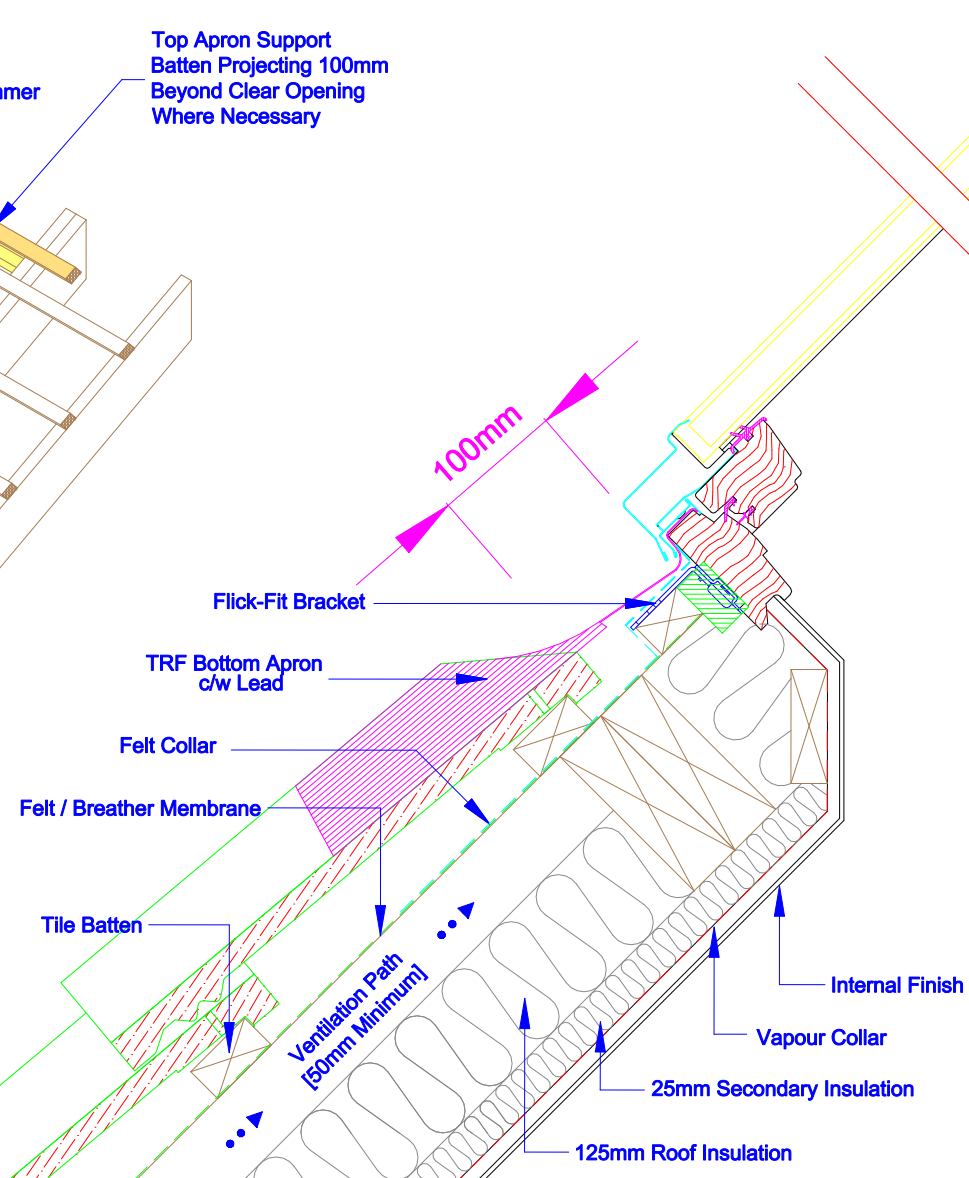 Top Apron Support
Batten Projecting 100mm
Beyond Clear Opening
Where Necessary
100mm
Flick-Fit Bracket
TRF Bottom Apron
c/w Lead
Felt Collar
Felt / Breather Membrane
Tile Batten
Ventilation Path
[50mm Minimum]
Internal Finish
Vapour Collar
25mm Secondary Insulation
125mm Roof Insulation